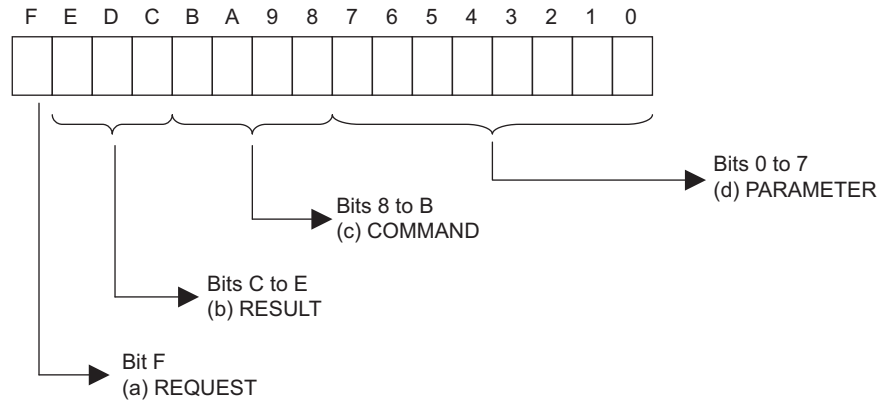 F E D C B A 9 8 7 6 5 4 3 2 1 0
Bits 0 to 7
(d) PARAMETER
Bits 8 to B
(c) COMMAND
Bits C to E
(b) RESULT
Bit F
(a) REQUEST